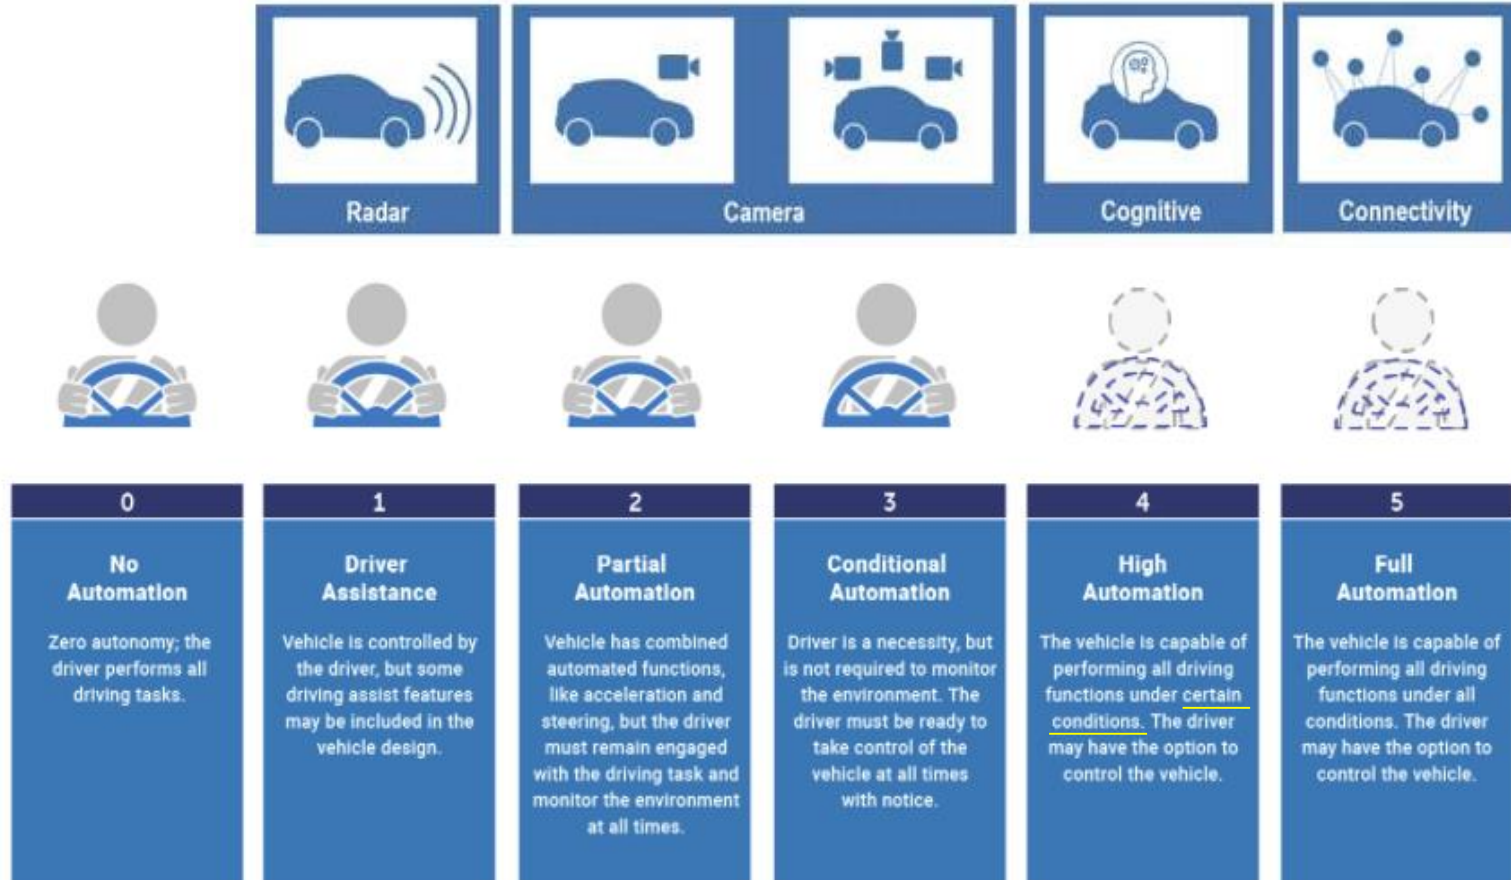 Radar
Camera
Cognitive
Connectivity
0
No
Automation
Zero autonomy; the
driver performs all
driving tasks.
1
Driver
Assistance
Vehicle is controlled by
the driver, but some
driving assist features
may be included in the
vehicle design.
2
Partial
Automation
Vehicle has combined
automated functions,
like acceleration and
steering, but the driver
must remain engaged
with the driving task and
monitor the environment
at all times.
3
Conditional
Automation
Driver is a necessity, but
is not required to monitor
the environment. The
driver must be ready to
take control of the
vehicle at all times
with notice.
4
High
Automation
The vehicle is capable of
performing all driving
functions under certain
conditions. The driver
may have the option to
control the vehicle.
5
Full
Automation
The vehicle is capable of
performing all driving
functions under all
conditions. The driver
may have the option to
control the vehicle.